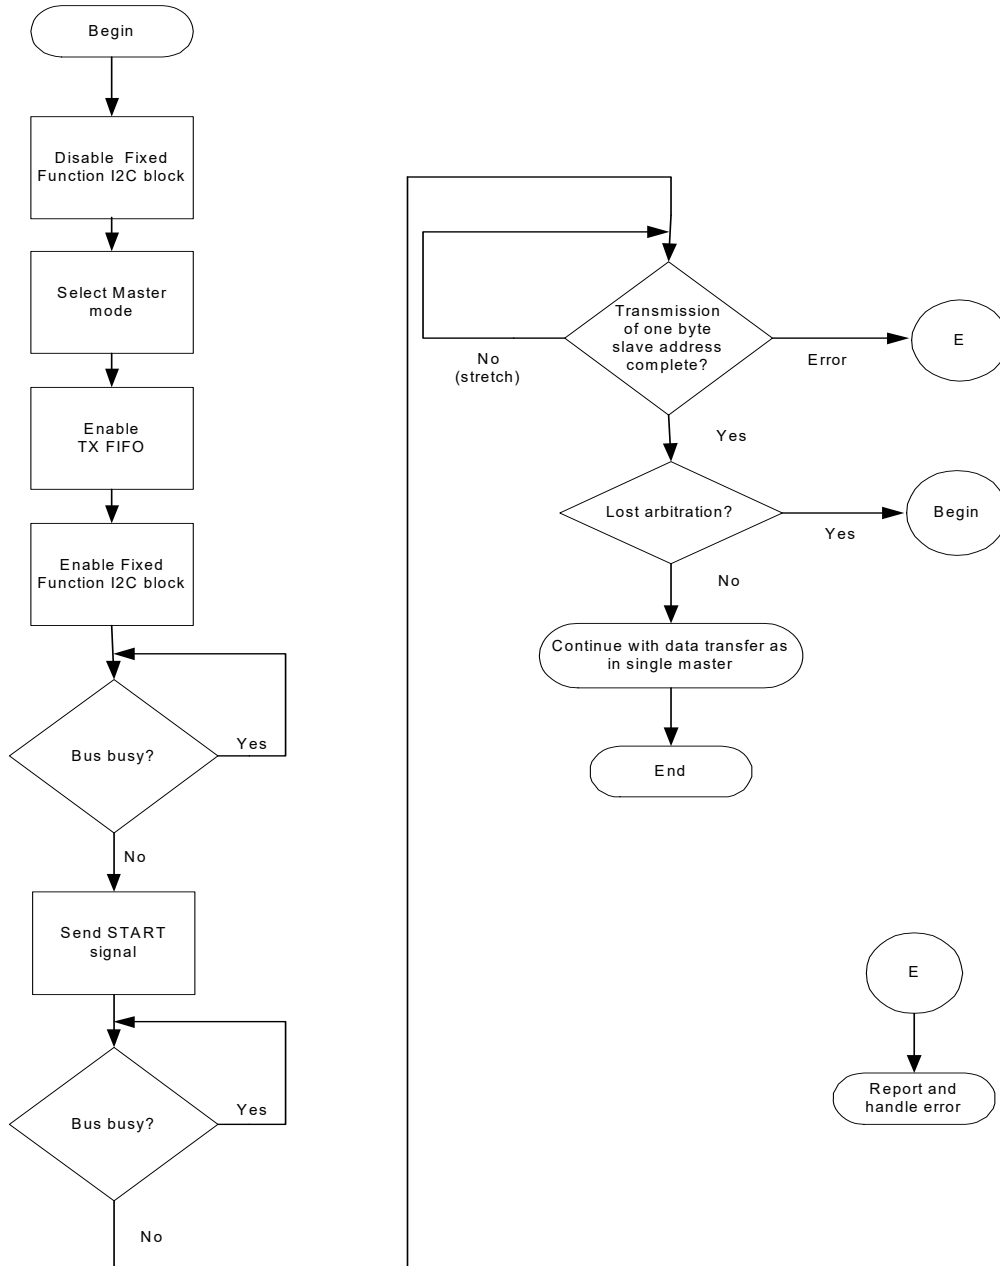 Begin
Disable Fixed
Function I2C block
Select Master
mode
Enable
TX FIFO
Enable Fixed
Function I2C block
Bus busy?
Yes
No
Send START
signal
Bus busy?
Yes
No
Transmission
of one byte
slave address
complete?
No
(stretch)
Error
E
Yes
Lost arbitration?
Yes
Begin
No
Continue with data transfer as
in single master
End
E
Report and
handle error